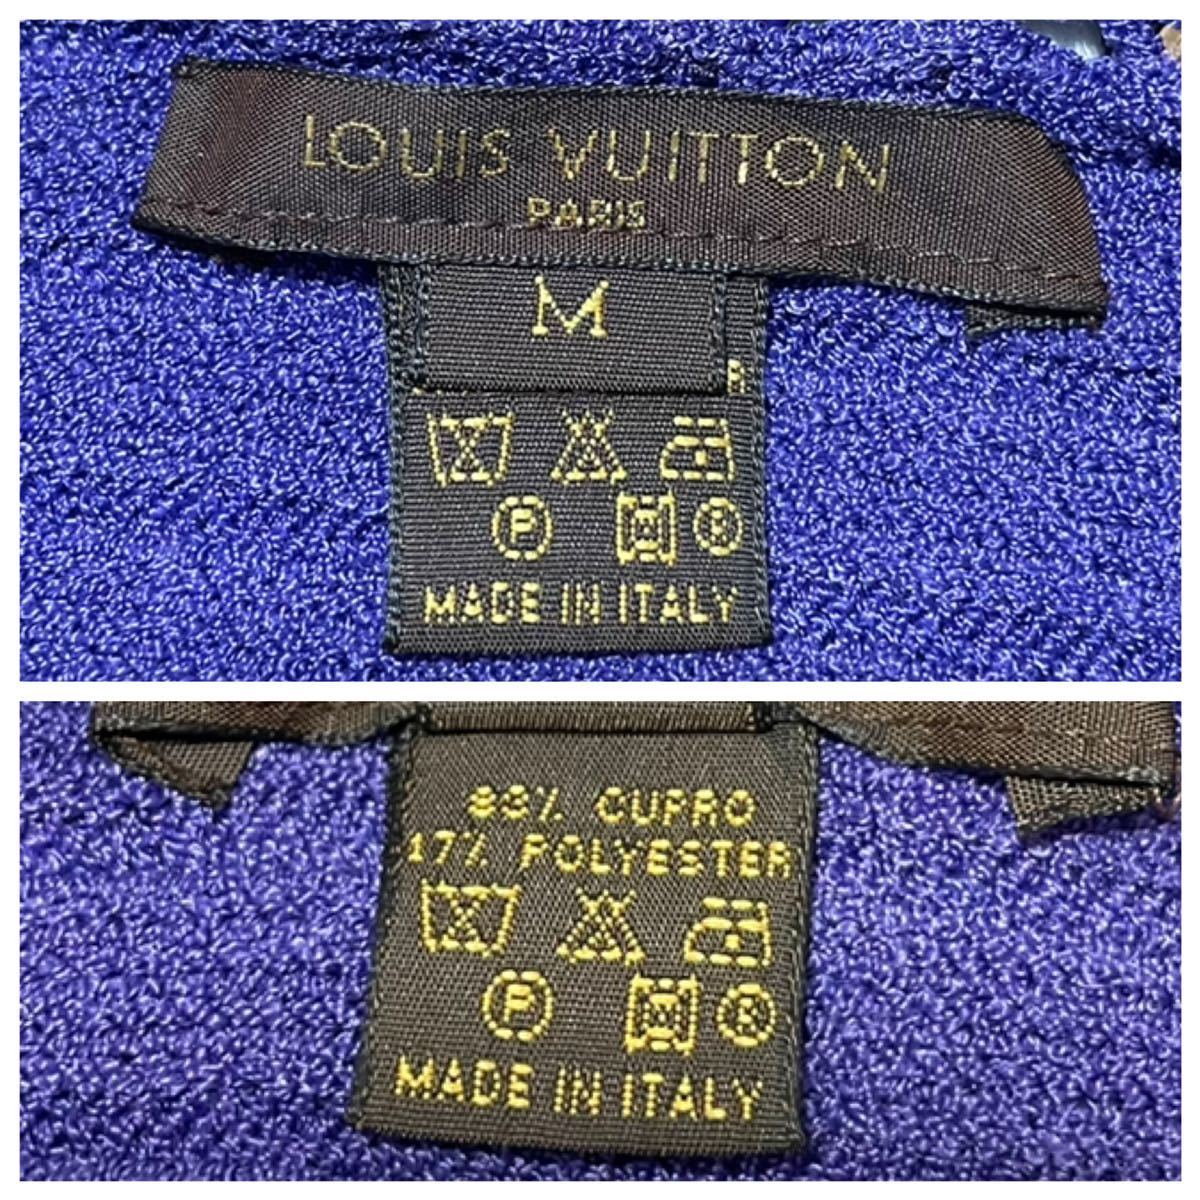 LOUIS VUITTON
PARIS
M
R
P
MADE IN ITALY
83% CUPRO
17% POLYESTER
P
MADE IN ITALY